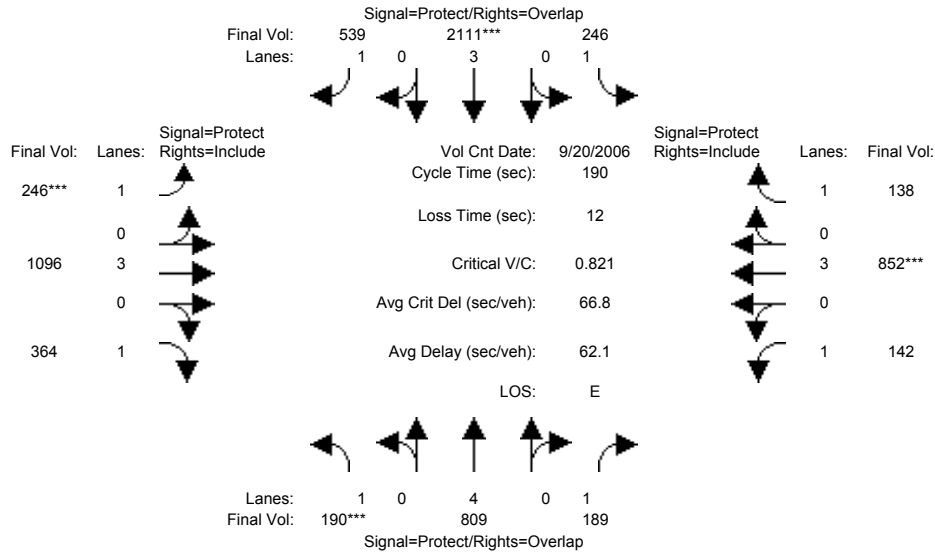 Signal=Protect/Rights=Overlap
Final Vol: 539 2111*** 246
Lanes: 1 0 3 0 1
Signal=Protect Signal=Protect
Final Vol: Lanes: Rights=Include Vol Cnt Date: 9/20/2006 Rights=Include Lanes: Final Vol:
Cycle Time (sec): 190
246*** 1 1 138
Loss Time (sec): 12
0 0
1096 3 Critical V/C: 0.821 3 852***
0 Avg Crit Del (sec/veh): 66.8 0
364 1 Avg Delay (sec/veh): 62.1 1 142
LOS: E
Lanes: 1 0 4 0 1
Final Vol: 190*** 809 189
Signal=Protect/Rights=Overlap